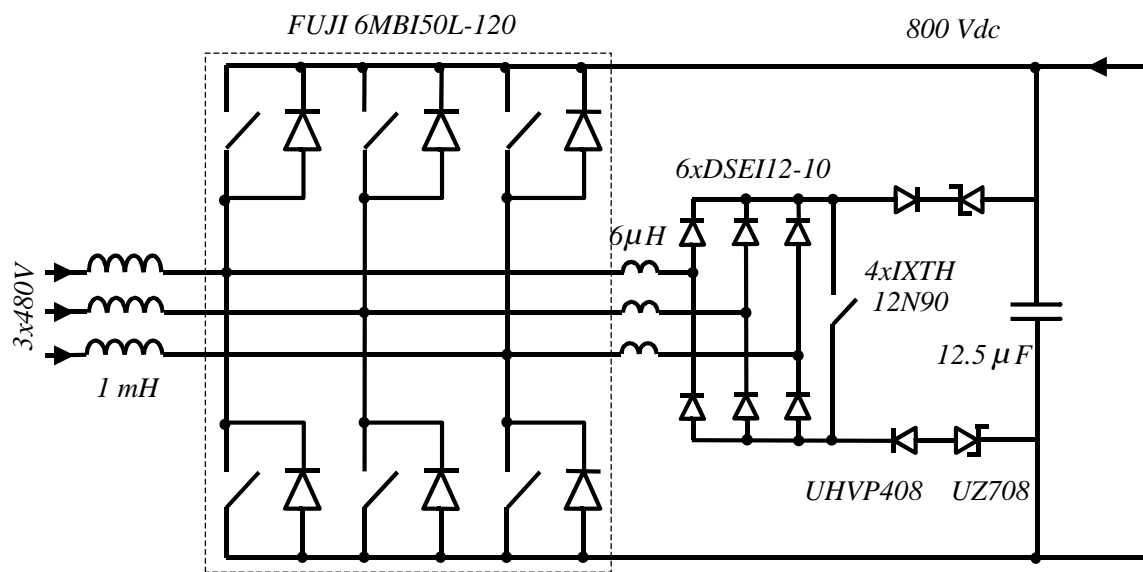 FUJI 6MBI50L-120
800 Vdc
6xDSEI12-10
6μH
3x480V
4xIXTH
12N90
12.5 μF
1 mH
UHVP408
UZ708